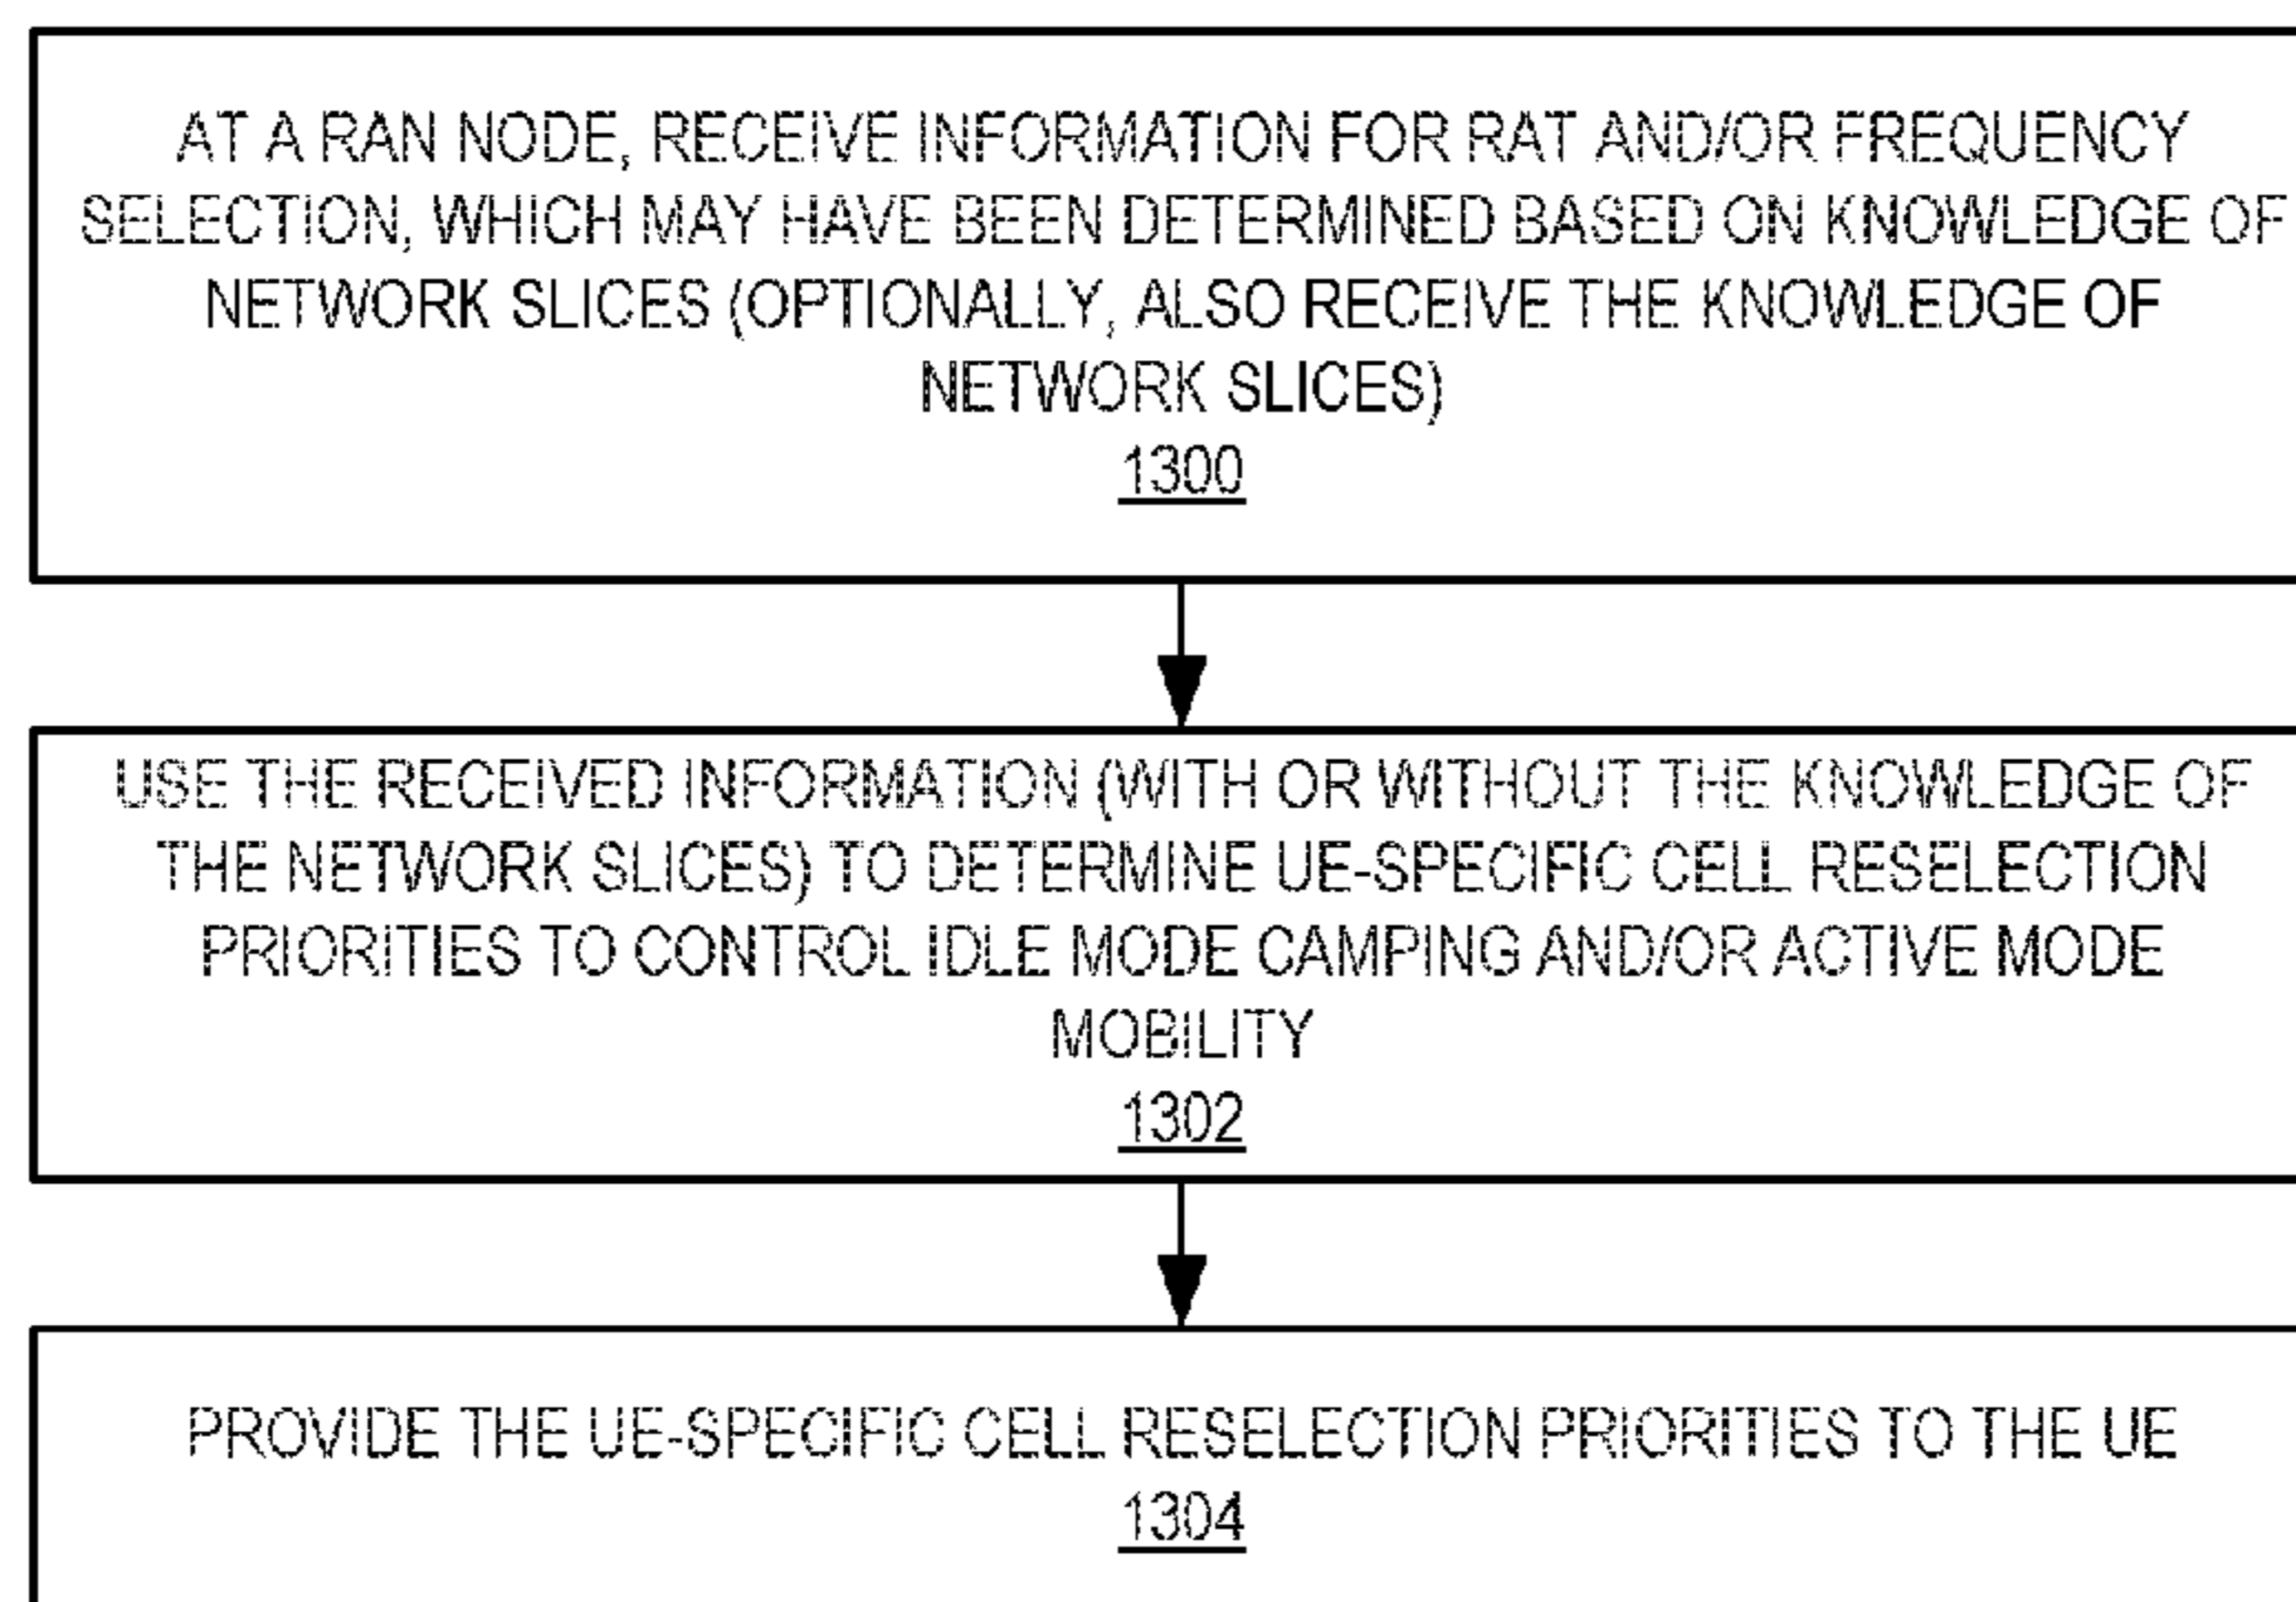 AT A RAN NODE, RECEIVE INFORMATION FOR RAT AND/OR FREQUENCY
SELECTION, WHICH MAY HAVE BEEN DETERMINED BASED ON KNOWLEDGE OF
NETWORK SLICES (OPTIONALLY, ALSO RECEIVE THE KNOWLEDGE OF
NETWORK SLICES)
1300
USE THE RECEIVED INFORMATION (WITH OR WITHOUT THE KNOWLEDGE OF
THE NETWORK SLICES) TO DETERMINE UE-SPECIFIC CELL RESELECTION
PRIORITIES TO CONTROL IDLE MODE CAMPING AND/OR ACTIVE MODE
MOBILITY
1302
PROVIDE THE UE-SPECIFIC CELL RESELECTION PRIORITIES TO THE UE
1304